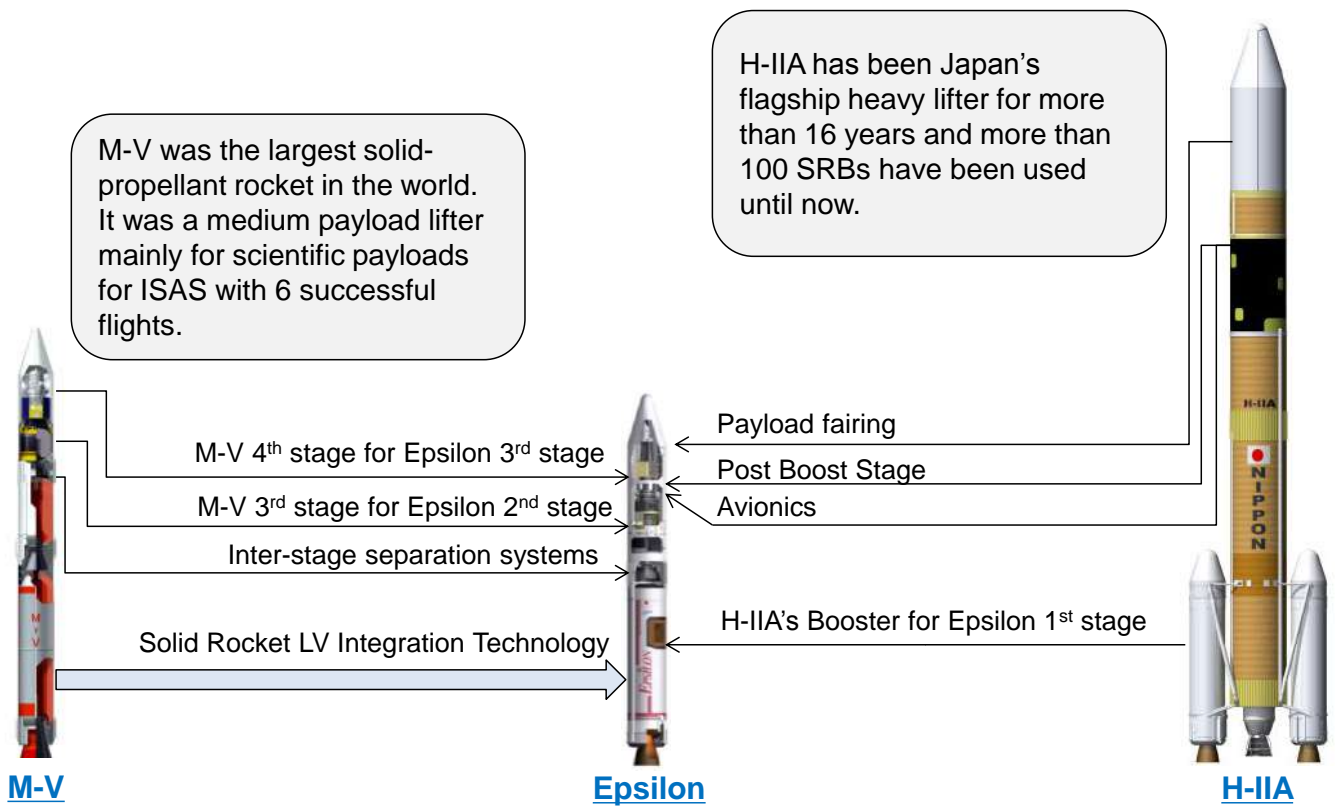 H-IIA has been Japan’s
flagship heavy lifter for more
than 16 years and more than
100 SRBs have been used
until now.
M-V was the largest solid-
propellant rocket in the world.
It was a medium payload lifter
mainly for scientific payloads
for ISAS with 6 successful
flights.
Payload fairing
M-V 4th stage for Epsilon 3rd stage
Post Boost Stage
M-V 3rd stage for Epsilon 2nd stage
Avionics
Inter-stage separation systems
H-IIA’s Booster for Epsilon 1st stage
Solid Rocket LV Integration Technology
H-IIA
NIPPON
M-V
EPSILON
M-V
Epsilon
H-IIA